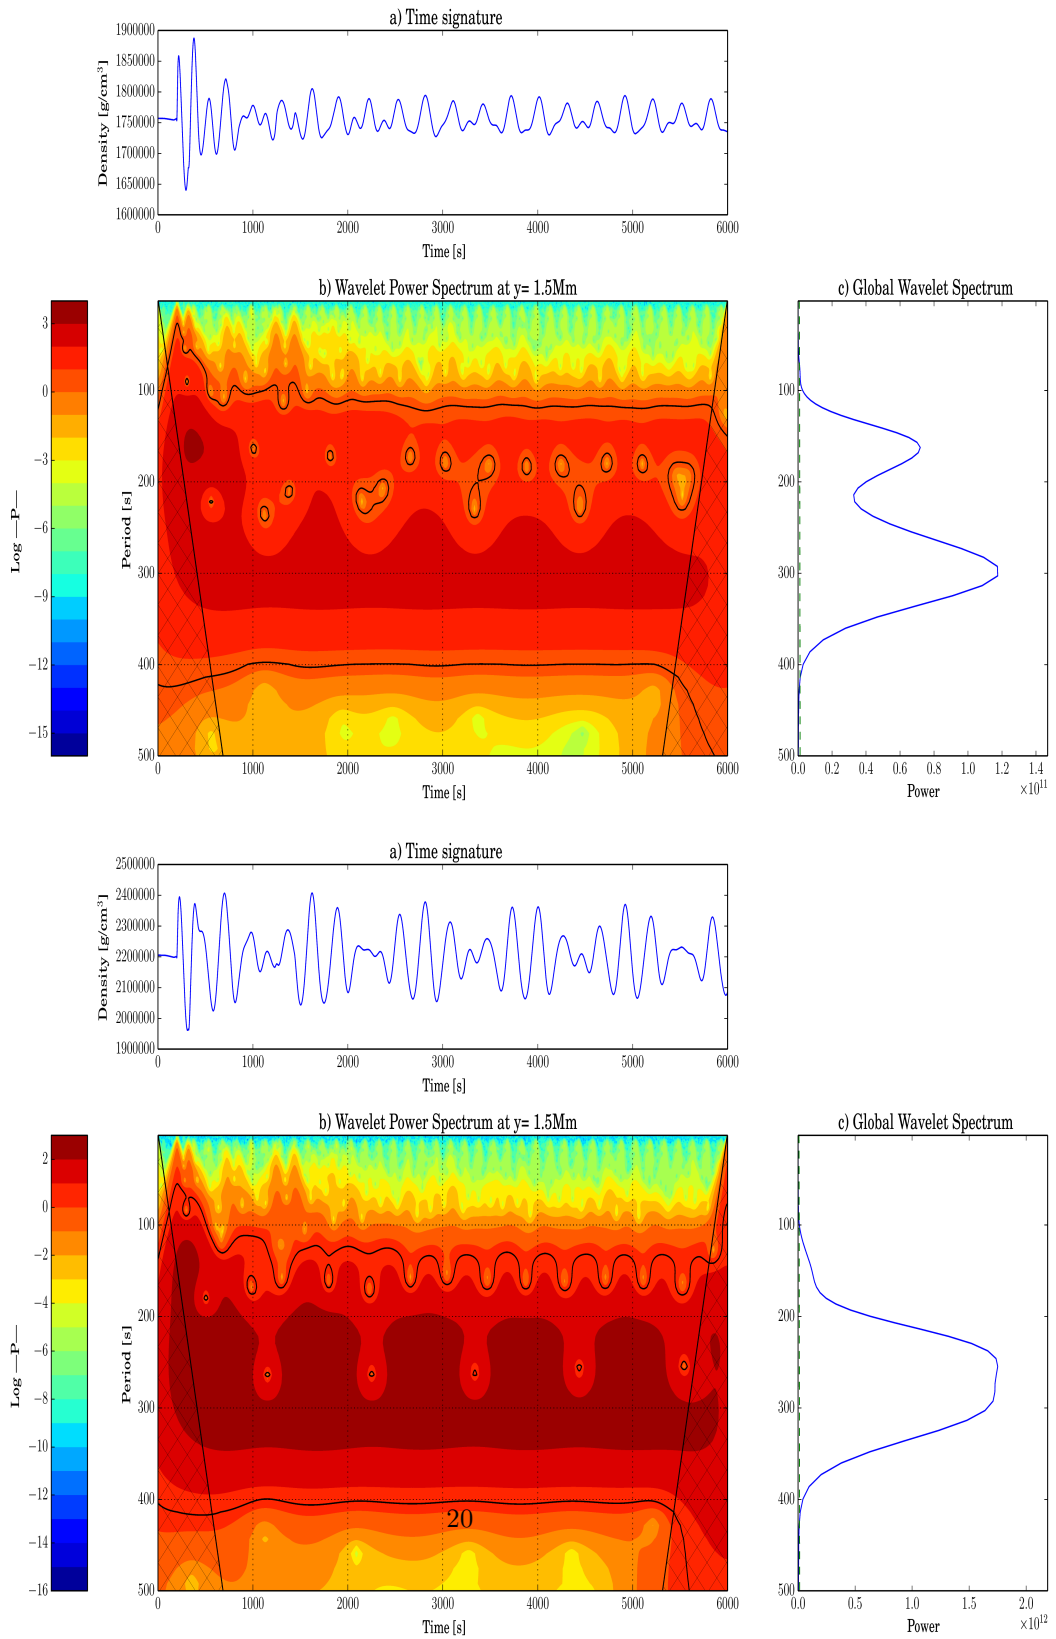 a) Time signature
1900000
1850000
1800000
1750000
1700000
1650000
1600000
Density [g/cm³]
0 1000 2000 3000 4000 5000 6000
Time [s]
b) Wavelet Power Spectrum at y= 1.5Mm
c) Global Wavelet Spectrum
3
0
−3
−6
−9
−12
−15
Log —P—
100
200
300
400
500
Period [s]
0 1000 2000 3000 4000 5000 6000
Time [s]
100
200
300
400
500
0.0 0.2 0.4 0.6 0.8 1.0 1.2 1.4
×10¹¹
Power
a) Time signature
2500000
2400000
2300000
2200000
2100000
2000000
1900000
Density [g/cm³]
0 1000 2000 3000 4000 5000 6000
Time [s]
b) Wavelet Power Spectrum at y= 1.5Mm
c) Global Wavelet Spectrum
2
0
−2
−4
−6
−8
−10
−12
−14
−16
Log —P—
100
200
300
400
500
Period [s]
20
0 1000 2000 3000 4000 5000 6000
Time [s]
100
200
300
400
500
0.0 0.5 1.0 1.5 2.0
×10¹²
Power